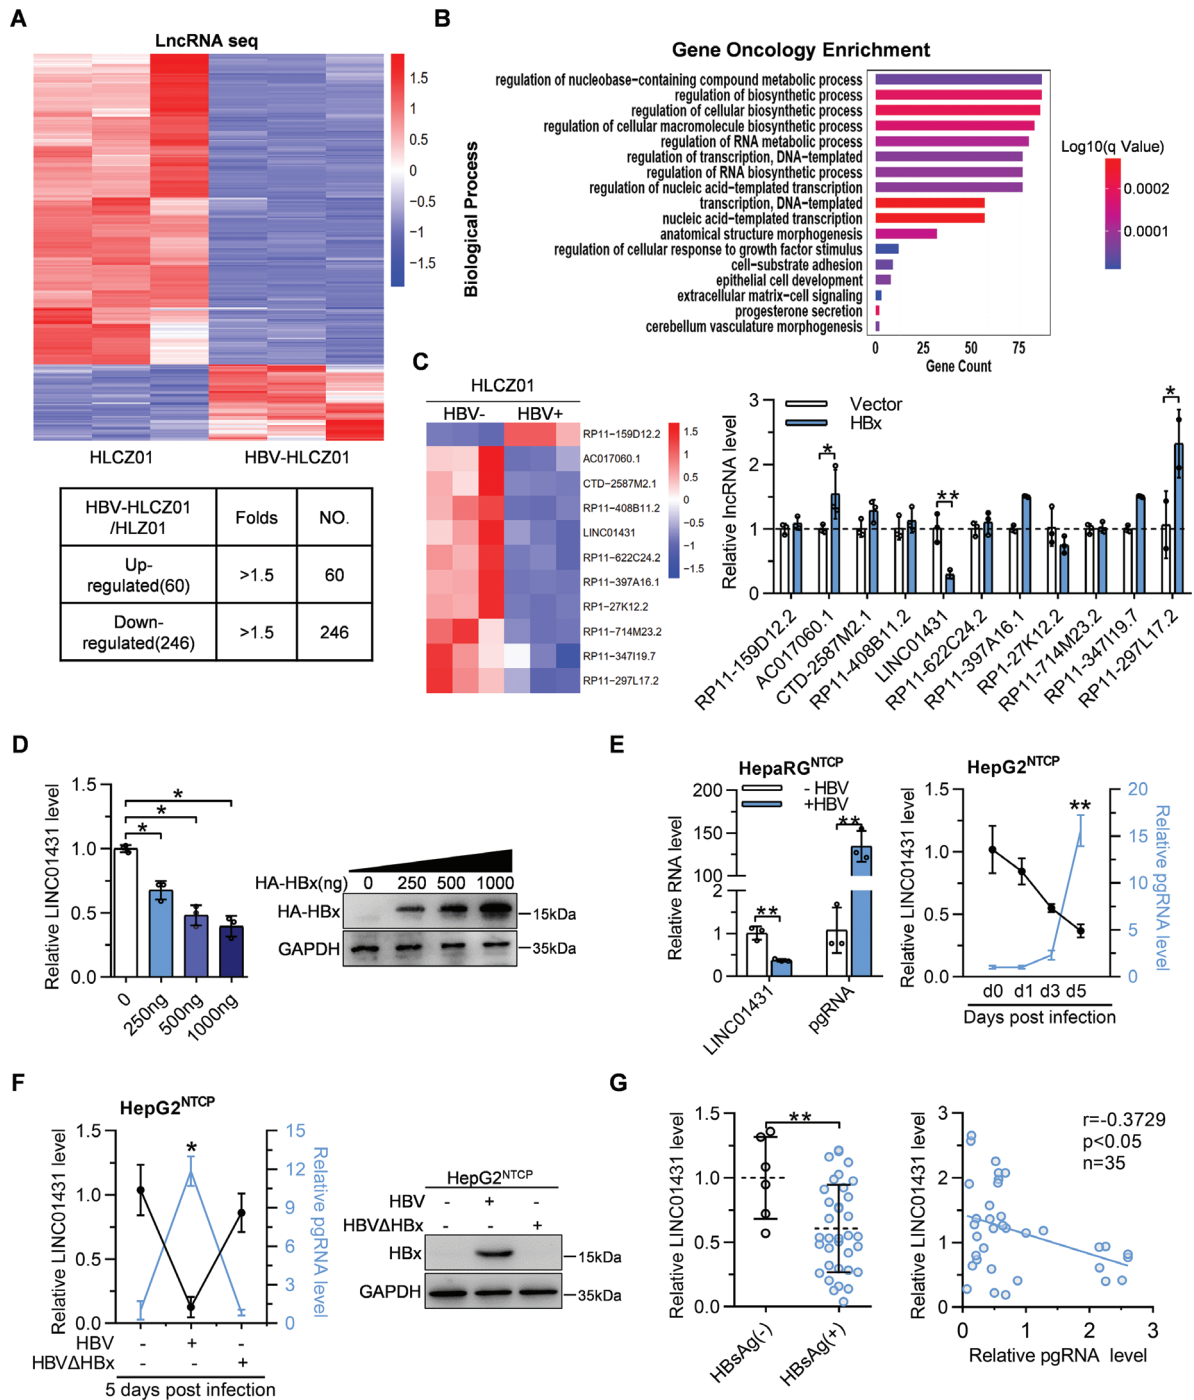 A
LncRNA seq
1.5
1
0.5
0
−0.5
−1
−1.5
HLCZ01
HBV-HLCZ01
HBV-HLCZ01
/HLZ01
Folds
NO.
Up-
regulated(60)
>1.5
60
Down-
regulated(246)
>1.5
246
B
Gene Oncology Enrichment
Biological Process
regulation of nucleobase−containing compound metabolic process
regulation of biosynthetic process
regulation of cellular biosynthetic process
regulation of cellular macromolecule biosynthetic process
regulation of RNA metabolic process
regulation of transcription, DNA−templated
regulation of RNA biosynthetic process
regulation of nucleic acid−templated transcription
transcription, DNA−templated
nucleic acid−templated transcription
anatomical structure morphogenesis
regulation of cellular response to growth factor stimulus
cell−substrate adhesion
epithelial cell development
extracellular matrix−cell signaling
progesterone secretion
cerebellum vasculature morphogenesis
0 25 50 75
Gene Count
Log10(q Value)
0.0002
0.0001
C
HLCZ01
HBV- HBV+
RP11−159D12.2
AC017060.1
CTD−2587M2.1
RP11−408B11.2
LINC01431
RP11−622C24.2
RP11−397A16.1
RP1−27K12.2
RP11−714M23.2
RP11−347I19.7
RP11−297L17.2
1.5
1
0.5
0
−0.5
−1
−1.5
Relative lncRNA level
3
2
1
0
Vector
HBx
*
**
*
RP11-159D12.2
AC017060.1
CTD-2587M2.1
RP11-408B11.2
LINC01431
RP11-622C24.2
RP11-397A16.1
RP1-27K12.2
RP11-714M23.2
RP11-347I19.7
RP11-297L17.2
D
Relative LINC01431 level
1.5
1.0
0.5
0.0
*
*
*
0
250ng
500ng
1000ng
HA-HBx(ng) 0 250 500 1000
HA-HBx
15kDa
GAPDH
35kDa
E
HepaRG^NTCP
Relative RNA level
200
150
100
2
1
0
- HBV
+HBV
**
**
LINC01431
pgRNA
HepG2^NTCP
Relative LINC01431 level
1.5
1.0
0.5
0.0
**
20
15
10
5
0
Relative pgRNA level
d0 d1 d3 d5
Days post infection
F
HepG2^NTCP
Relative LINC01431 level
1.5
1.0
0.5
0.0
*
15
12
9
6
3
0
Relative pgRNA level
HBV - + -
HBVΔHBx - - +
5 days post infection
HepG2^NTCP
HBV - + -
HBVΔHBx - - +
HBx
15kDa
GAPDH
35kDa
G
Relative LINC01431 level
1.5
1.0
0.5
0.0
**
HBsAg(-)
HBsAg(+)
Relative LINC01431 level
3
2
1
0
r=-0.3729
p<0.05
n=35
0 1 2 3
Relative pgRNA level